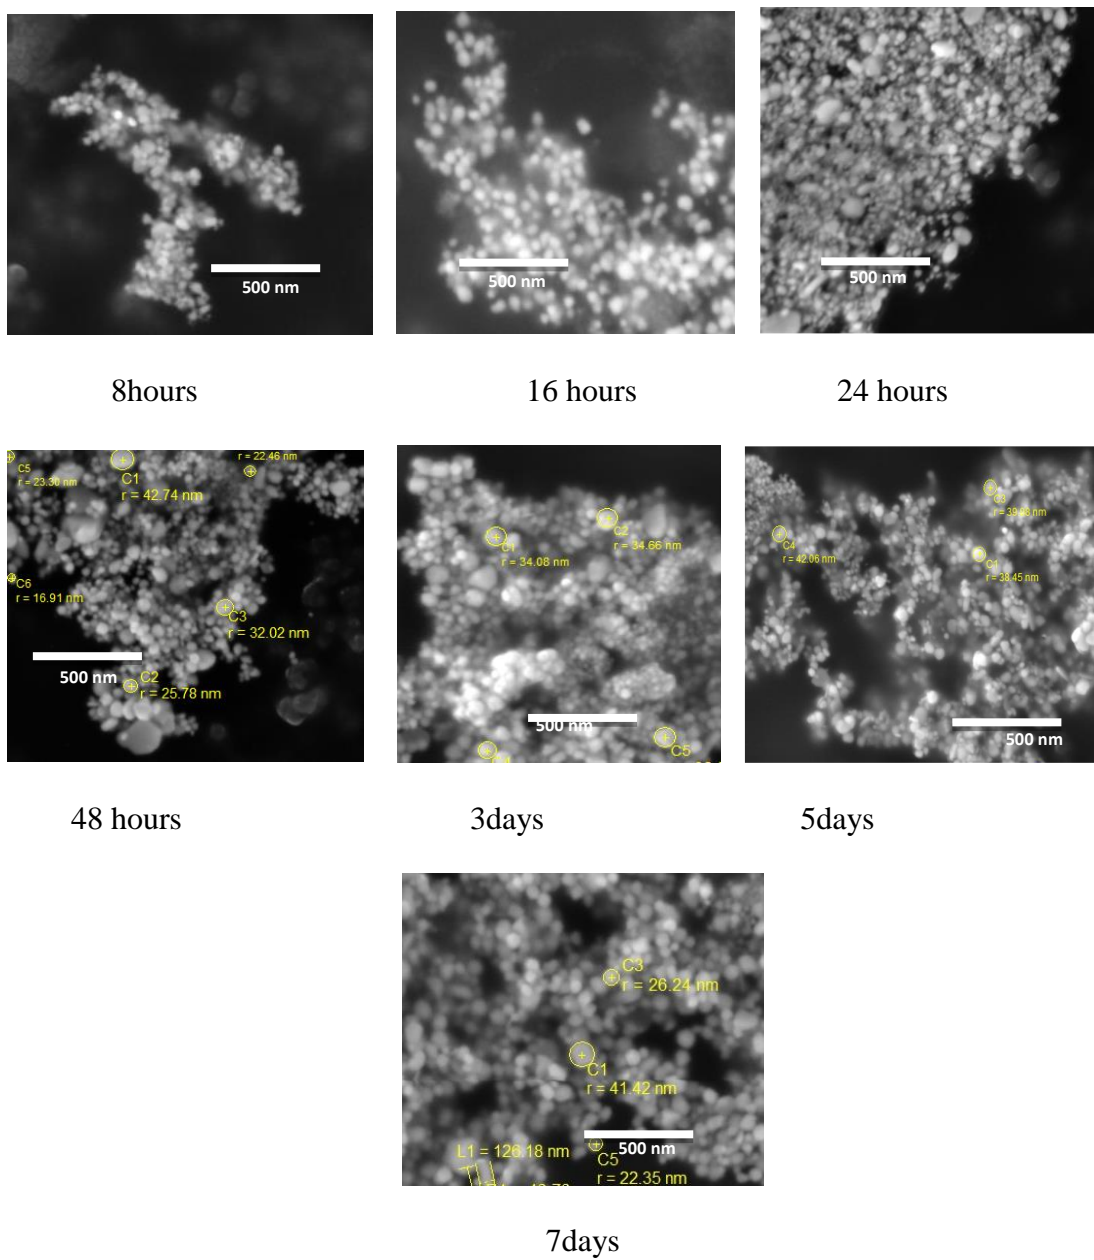 500 nm
500 nm
500 nm
8hours
16 hours
24 hours
C5
r = 23.30 nm
C1
r = 42.74 nm
r = 22.46 nm
C6
r = 16.91 nm
C3
r = 32.02 nm
500 nm
C2
r = 25.78 nm
C1
r = 34.08 nm
C2
r = 34.66 nm
500 nm
C4
C5
C3
C4
r = 42.06 nm
C1
r = 38.45 nm
500 nm
48 hours
3days
5days
C3
r = 26.24 nm
C1
r = 41.42 nm
500 nm
L1 = 126.18 nm
C5
r = 22.35 nm
7days